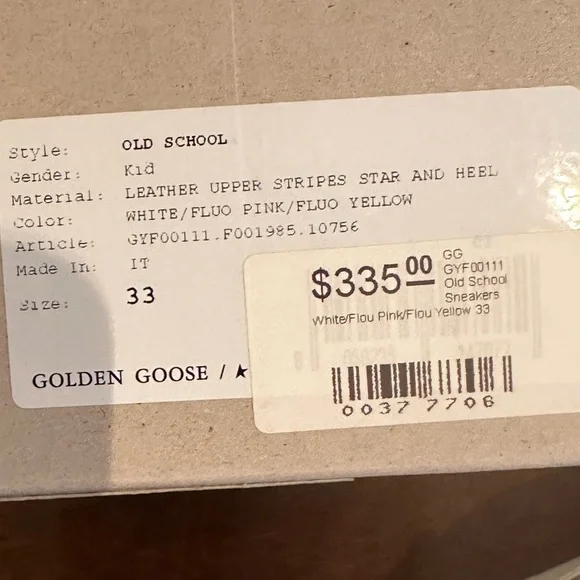 Style: OLD SCHOOL
Gender: Kid
Material: LEATHER UPPER STRIPES STAR AND HEEL
Color: WHITE/FLUO PINK/FLUO YELLOW
Article: GYF00111.F001985.10756
Made In: IT
Size: 33
GOLDEN GOOSE / ★
$335.00
GG
GYF00111
Old School
Sneakers
White/Flou Pink/Flou Yellow 33
0037 7706